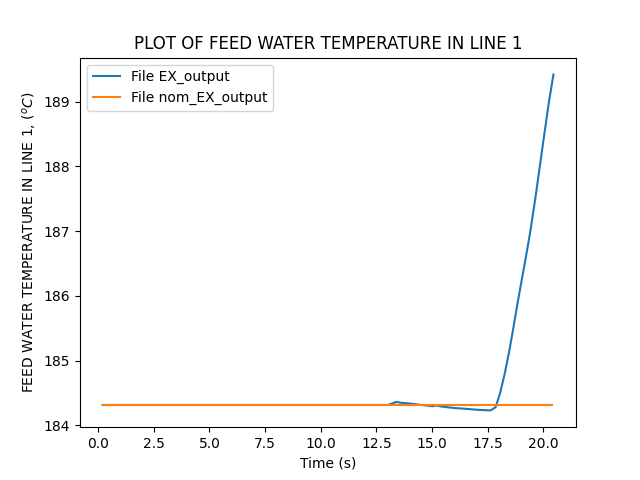 PLOT OF FEED WATER TEMPERATURE IN LINE 1
File EX_output
File nom_EX_output
FEED WATER TEMPERATURE IN LINE 1, (°C)
189
188
187
186
185
184
0.0 2.5 5.0 7.5 10.0 12.5 15.0 17.5 20.0
Time (s)